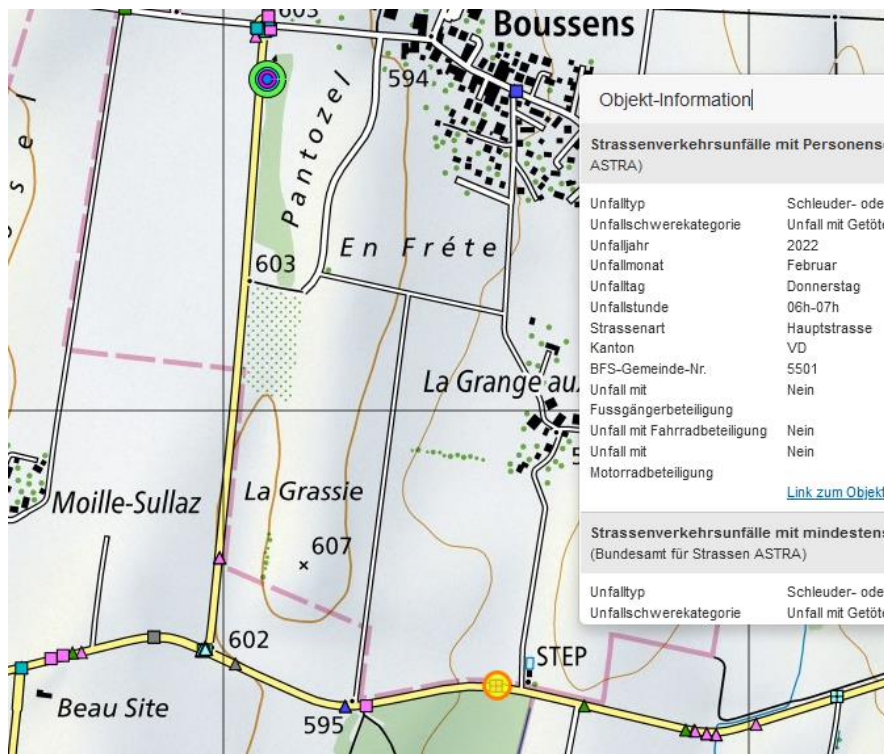 603
Boussens
594
Pantozel
s e l
En Fréte
603
La Grange aux
Moille-Sullaz
La Grassie
607
602
STEP
Beau Site
595
Objekt-Information
Strassenverkehrsunfälle mit Personens
ASTRA)
Unfalltyp Schleuder- ode
Unfallschwerekategorie Unfall mit Getöte
Unfalljahr 2022
Unfallmonat Februar
Unfalltag Donnerstag
Unfallstunde 06h-07h
Strassenart Hauptstrasse
Kanton VD
BFS-Gemeinde-Nr. 5501
Unfall mit Nein
Fussgängerbeteiligung
Unfall mit Fahrradbeteiligung Nein
Unfall mit Nein
Motorradbeteiligung
Link zum Objekt
Strassenverkehrsunfälle mit mindestens
(Bundesamt für Strassen ASTRA)
Unfalltyp Schleuder- ode
Unfallschwerekategorie Unfall mit Getöte